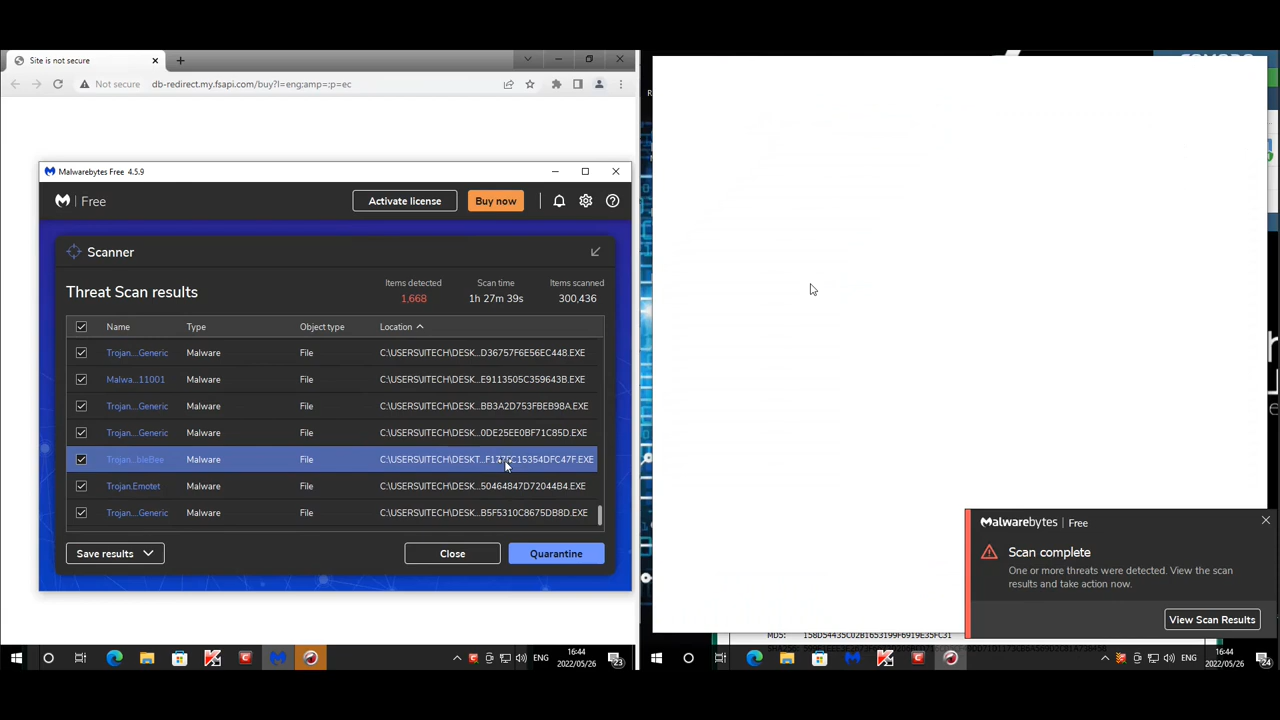 Site is not secure
Not secure
db-redirect.my.fsapi.com/buy?l=eng;amp=;p=ec
Malwarebytes Free 4.5.9
Free
Activate license
Buy now
Scanner
Threat Scan results
Items detected
1,668
Scan time
1h 27m 39s
Items scanned
300,436
Name
Type
Object type
Location
Trojan...Generic Malware File C:\USERS\ITECH\DESK...D36757F6E56EC448.EXE
Malwa...11001 Malware File C:\USERS\ITECH\DESK...E9113505C359643B.EXE
Trojan...Generic Malware File C:\USERS\ITECH\DESK...BB3A2D753FBEB98A.EXE
Trojan...Generic Malware File C:\USERS\ITECH\DESK...0DE25EE0BF71C85D.EXE
Trojan...bleBee Malware File
Trojan.Emotet Malware File C:\USERS\ITECH\DESK...50464847D72044B4.EXE
Trojan...Generic Malware File C:\USERS\ITECH\DESK...B5F5310C8675DB8D.EXE
Save results
Close
Quarantine
ENG
16:44
2022/05/26
23
Malwarebytes | Free
Scan complete
One or more threats were detected. View the scan
results and take action now.
View Scan Results
MD5: 158D54435C02B1653199F6919E35FC31
ENG
16:44
2022/05/26
24